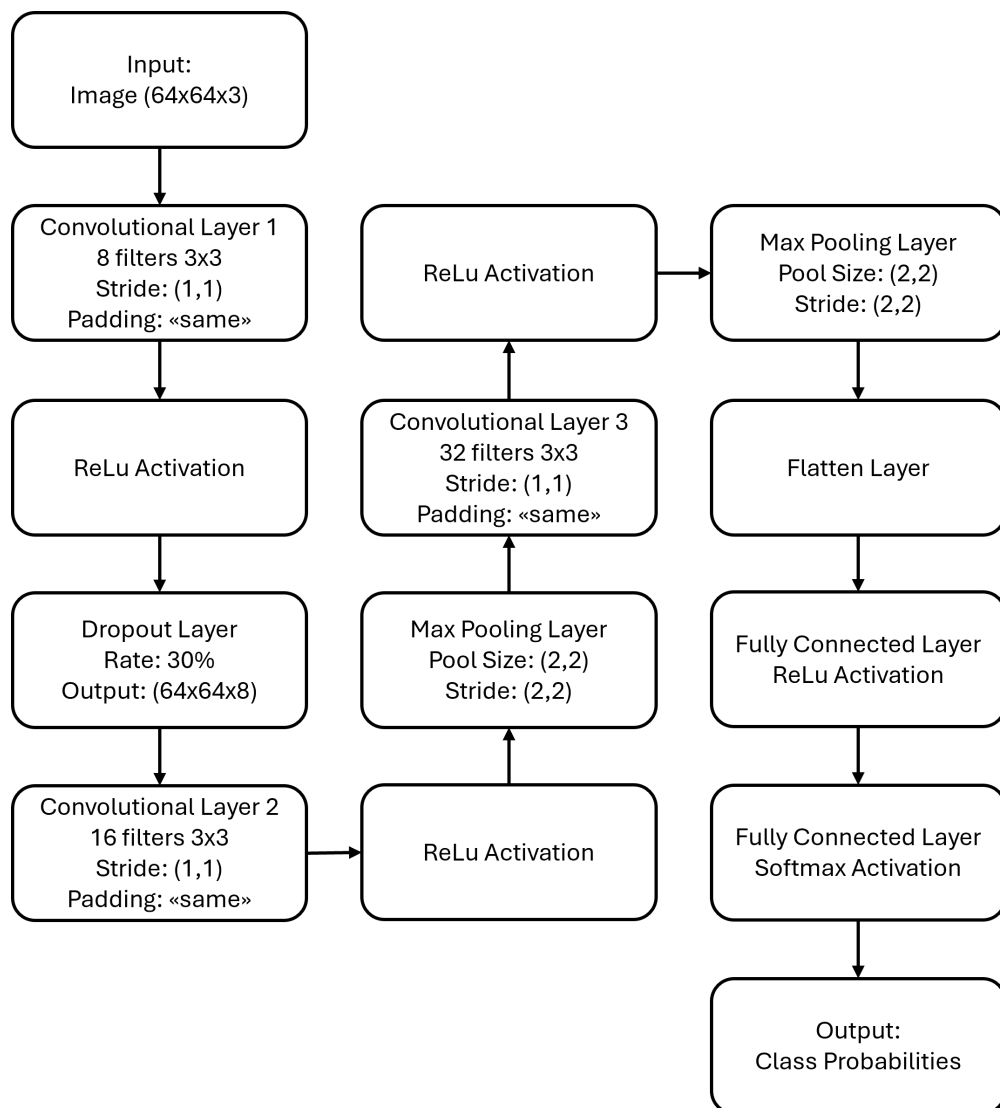 Input:
Image (64x64x3)
Convolutional Layer 1
8 filters 3x3
Stride: (1,1)
Padding: «same»
ReLu Activation
Dropout Layer
Rate: 30%
Output: (64x64x8)
Convolutional Layer 2
16 filters 3x3
Stride: (1,1)
Padding: «same»
ReLu Activation
Max Pooling Layer
Pool Size: (2,2)
Stride: (2,2)
Convolutional Layer 3
32 filters 3x3
Stride: (1,1)
Padding: «same»
ReLu Activation
Max Pooling Layer
Pool Size: (2,2)
Stride: (2,2)
Flatten Layer
Fully Connected Layer
ReLu Activation
Fully Connected Layer
Softmax Activation
Output:
Class Probabilities